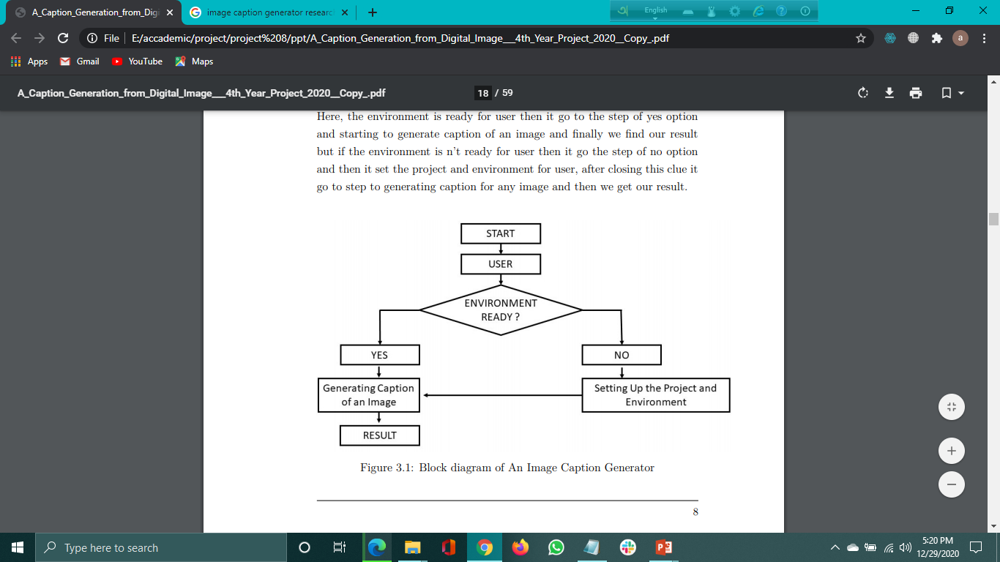 A_Caption_Generation_from_Digi
image caption generator researc
English
File
E:/accademic/project/project%208/ppt/A_Caption_Generation_from_Digital_Image___4th_Year_Project_2020__Copy_.pdf
a
Apps
Gmail
YouTube
Maps
A_Caption_Generation_from_Digital_Image___4th_Year_Project_2020__Copy_.pdf
18 / 59
Here, the environment is ready for user then it go to the step of yes option
and starting to generate caption of an image and finally we find our result
but if the environment is n't ready for user then it go the step of no option
and then it set the project and environment for user, after closing this clue it
go to step to generating caption for any image and then we get our result.
START
USER
ENVIRONMENT
READY ?
YES
NO
Generating Caption
of an Image
Setting Up the Project and
Environment
RESULT
Figure 3.1: Block diagram of An Image Caption Generator
8
Type here to search
5:20 PM
12/29/2020